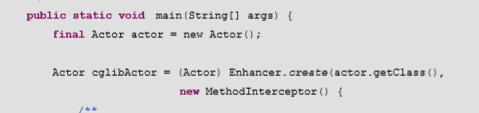 public static void main(String[] args) {
final Actor actor = new Actor();
Actor cglibActor = (Actor) Enhancer.create(actor.getClass(),
new MethodInterceptor() {
/**